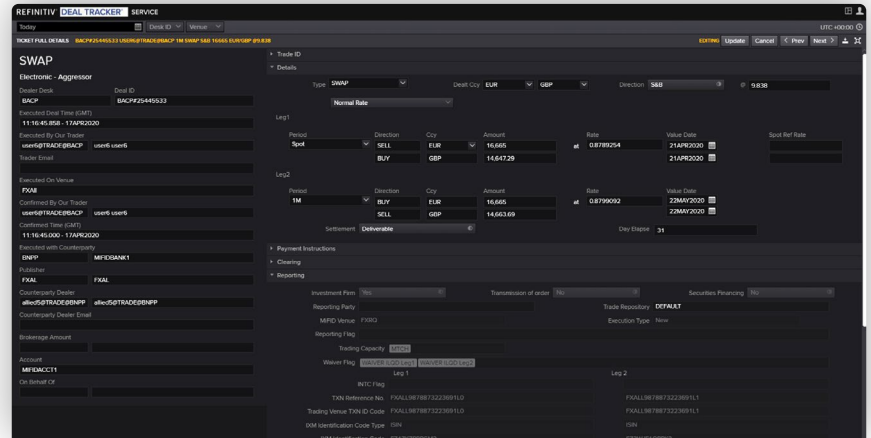 REFINITIV DEAL TRACKER SERVICE
Today Desk ID Venue UTC +00:00
TICKET FULL DETAILS BACP#25445533 USER6@TRADE@BACP 1M SWAP S&B 16665 EUR/GBP @9.838 EDITING Update Cancel < Prev Next >
SWAP
Electronic - Aggressor
Dealer Desk Deal ID
BACP BACP#25445533
Executed Deal Time (GMT)
11:16:45.858 - 17APR2020
Executed By Our Trader
user6@TRADE@BACP user6 user6
Trader Email
Executed On Venue
FXAll
Confirmed By Our Trader
user6@TRADE@BACP user6 user6
Confirmed Time (GMT)
11:16:45.000 - 17APR2020
Executed with Counterparty
BNPP MIFIDBANK1
Publisher
FXAL FXAL
Counterparty Dealer
allied5@TRADE@BNPP allied5@TRADE@BNPP
Counterparty Dealer Email
Brokerage Amount
Account
MIFIDACCT1
On Behalf Of
Trade ID
Details
Type SWAP Dealt Ccy EUR GBP Direction S&B @ 9.838
Normal Rate
Leg1
Period Direction Ccy Amount Rate Value Date Spot Ref Rate
Spot SELL EUR 16,665 at 0.8789254 21APR2020
BUY GBP 14,647.29 21APR2020
Leg2
Period Direction Ccy Amount Rate Value Date
1M BUY EUR 16,665 at 0.8799092 22MAY2020
SELL GBP 14,663.69 22MAY2020
Settlement Deliverable Day Elapse 31
Payment Instructions
Clearing
Reporting
Investment Firm Yes Transmission of order No Securities Financing No
Reporting Party Trade Repository DEFAULT
MiFID Venue FXRQ Execution Type New
Reporting Flag
Trading Capacity MTCH
Waiver Flag WAIVER ILQD Leg1 WAIVER ILQD Leg2
Leg 1 Leg 2
INTC Flag
TXN Reference No. FXALL9878873223691L0 FXALL9878873223691L1
Trading Venue TXN ID Code FXALL9878873223691L0 FXALL9878873223691L1
IXM Identification Code Type ISIN ISIN